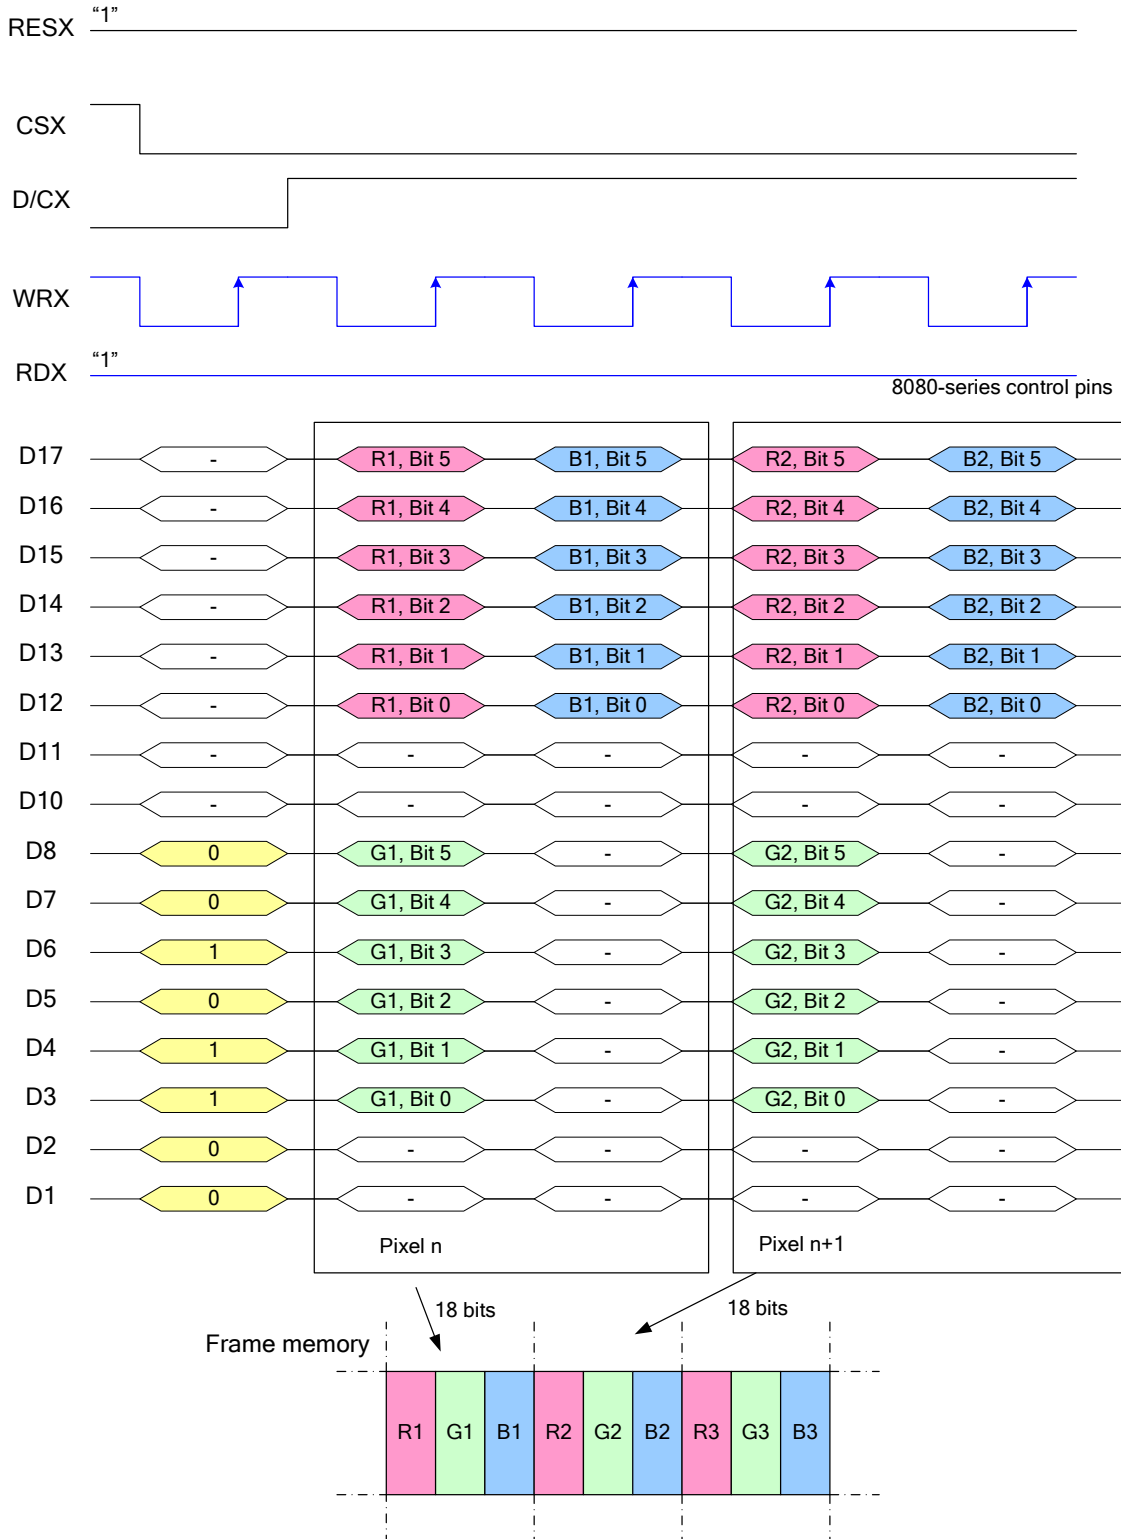 RESX “1”
CSX
D/CX
WRX
RDX “1”
8080-series control pins
D17 - R1, Bit 5 B1, Bit 5 R2, Bit 5 B2, Bit 5
D16 - R1, Bit 4 B1, Bit 4 R2, Bit 4 B2, Bit 4
D15 - R1, Bit 3 B1, Bit 3 R2, Bit 3 B2, Bit 3
D14 - R1, Bit 2 B1, Bit 2 R2, Bit 2 B2, Bit 2
D13 - R1, Bit 1 B1, Bit 1 R2, Bit 1 B2, Bit 1
D12 - R1, Bit 0 B1, Bit 0 R2, Bit 0 B2, Bit 0
D11 - - - - -
D10 - - - - -
D8 0 G1, Bit 5 - G2, Bit 5 -
D7 0 G1, Bit 4 - G2, Bit 4 -
D6 1 G1, Bit 3 - G2, Bit 3 -
D5 0 G1, Bit 2 - G2, Bit 2 -
D4 1 G1, Bit 1 - G2, Bit 1 -
D3 1 G1, Bit 0 - G2, Bit 0 -
D2 0 - - - -
D1 0 - - - -
Pixel n Pixel n+1
18 bits 18 bits
Frame memory
R1 G1 B1 R2 G2 B2 R3 G3 B3